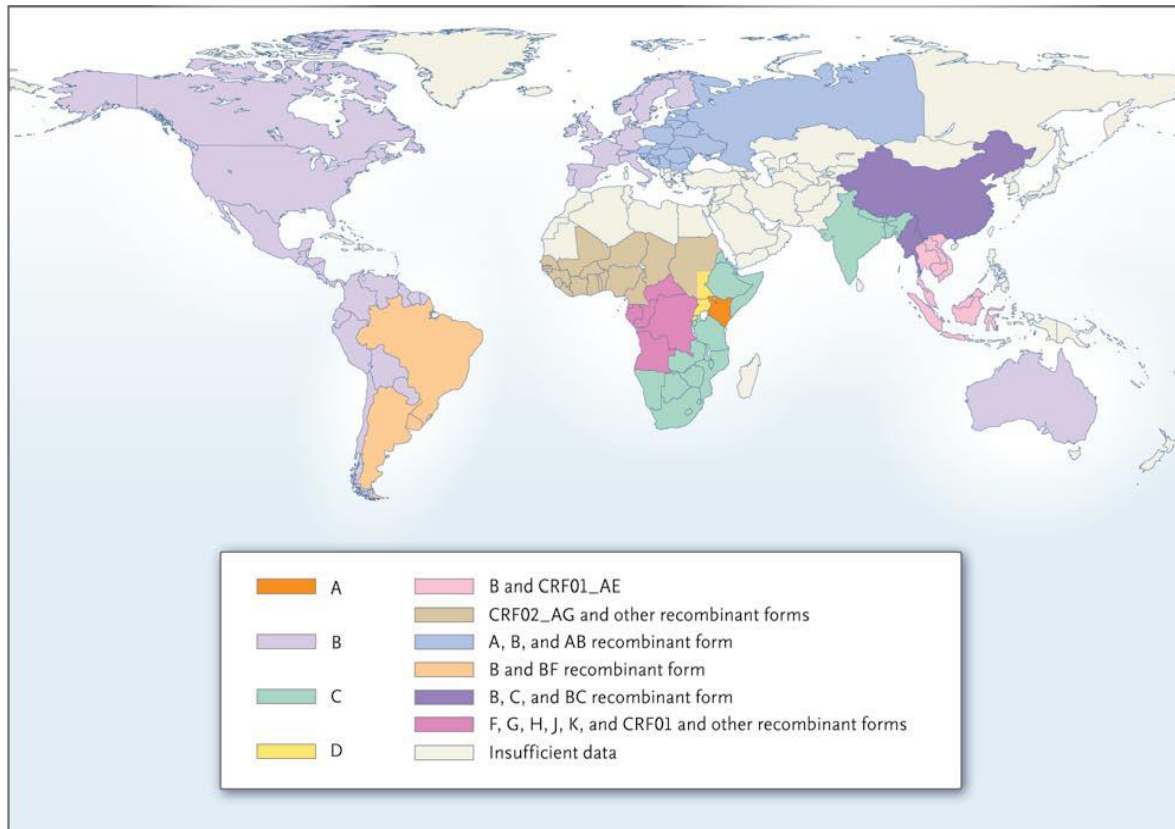 A
B and CRF01_AE
CRF02_AG and other recombinant forms
B
A, B, and AB recombinant form
B and BF recombinant form
C
B, C, and BC recombinant form
F, G, H, J, K, and CRF01 and other recombinant forms
D
Insufficient data